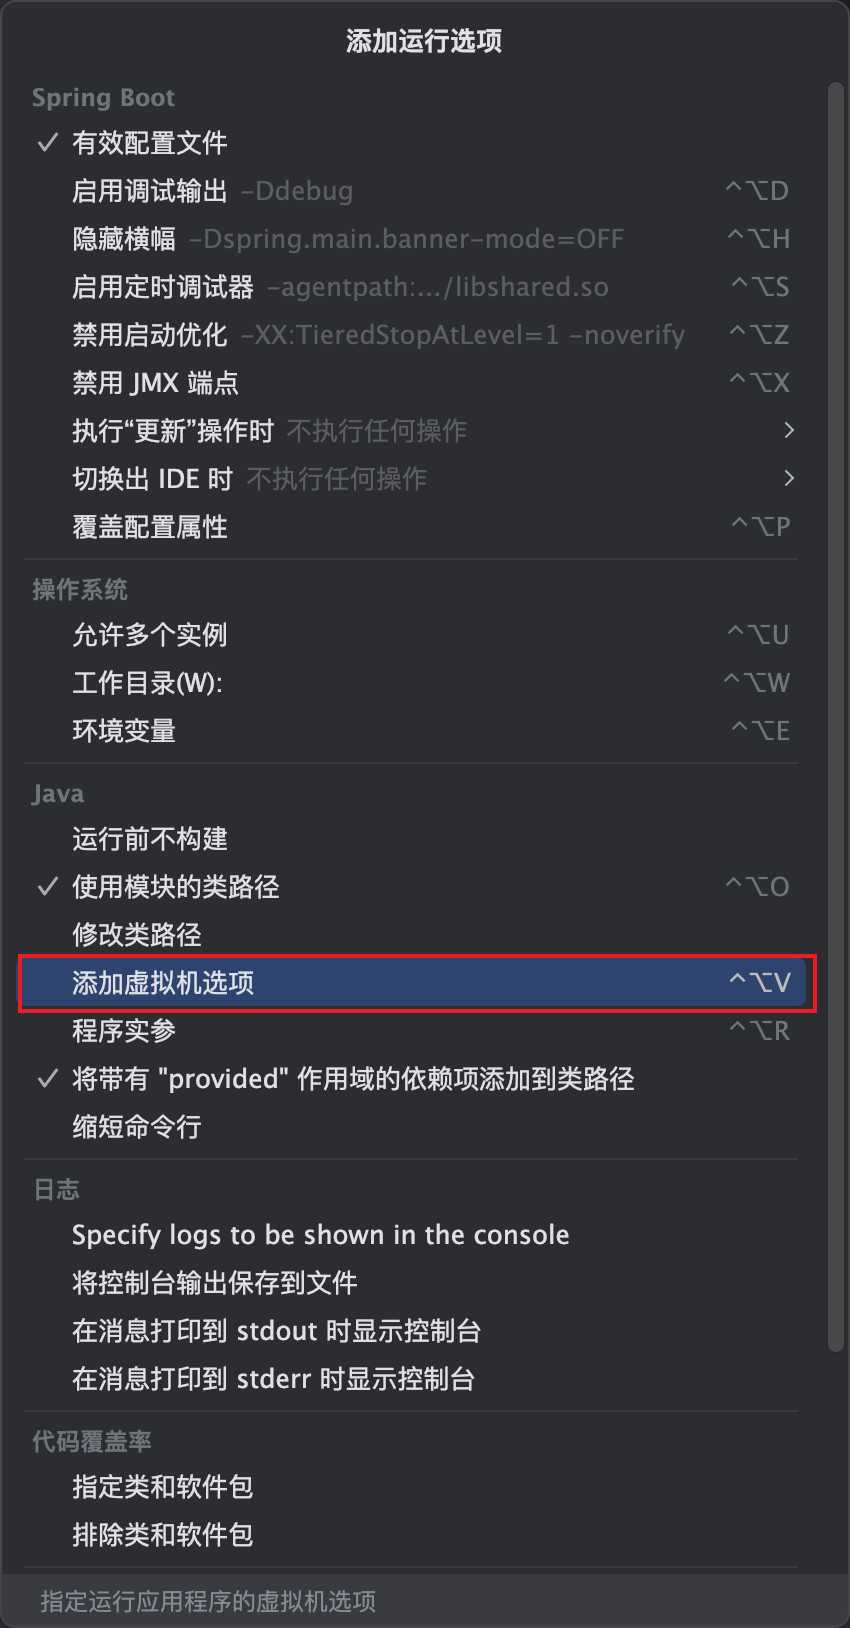 添加运行选项
Spring Boot
✓ 有效配置文件
启用调试输出 -Ddebug ^⌥D
隐藏横幅 -Dspring.main.banner-mode=OFF ^⌥H
启用定时调试器 -agentpath:.../libshared.so ^⌥S
禁用启动优化 -XX:TieredStopAtLevel=1 -noverify ^⌥Z
禁用 JMX 端点 ^⌥X
执行“更新”操作时 不执行任何操作 >
切换出 IDE 时 不执行任何操作 >
覆盖配置属性 ^⌥P
操作系统
允许多个实例 ^⌥U
工作目录(W): ^⌥W
环境变量 ^⌥E
Java
运行前不构建
✓ 使用模块的类路径 ^⌥O
修改类路径
添加虚拟机选项 ^⌥V
程序实参 ^⌥R
✓ 将带有 "provided" 作用域的依赖项添加到类路径
缩短命令行
日志
Specify logs to be shown in the console
将控制台输出保存到文件
在消息打印到 stdout 时显示控制台
在消息打印到 stderr 时显示控制台
代码覆盖率
指定类和软件包
排除类和软件包
指定运行应用程序的虚拟机选项